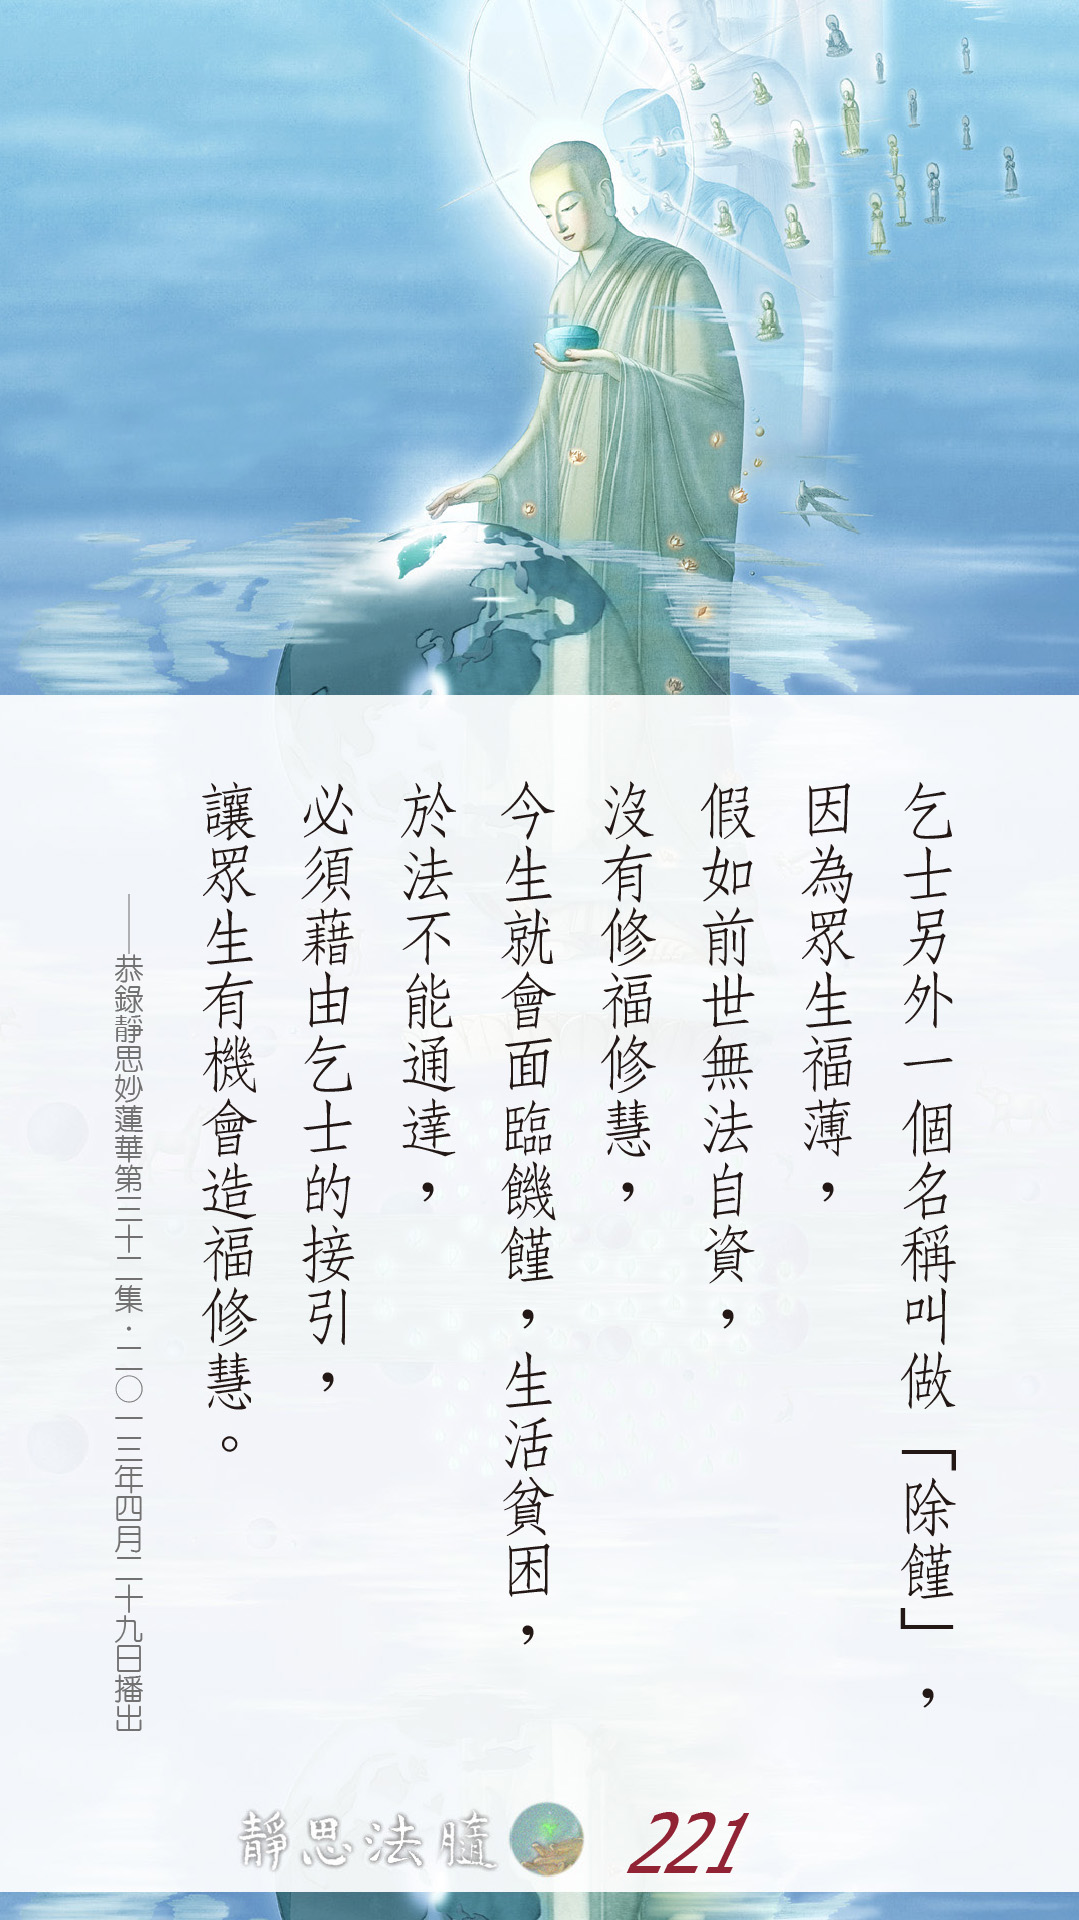 乞士另外一個名稱叫做「除饉」，
因為眾生福薄，
假如前世無法自資，
沒有修福修慧，
今生就會面臨饑饉，生活貧困，
於法不能通達，
必須藉由乞士的接引，
讓眾生有機會造福修慧。
——恭錄靜思妙蓮華第三十二集．二〇一三年四月二十九日播出
靜思法髓
221